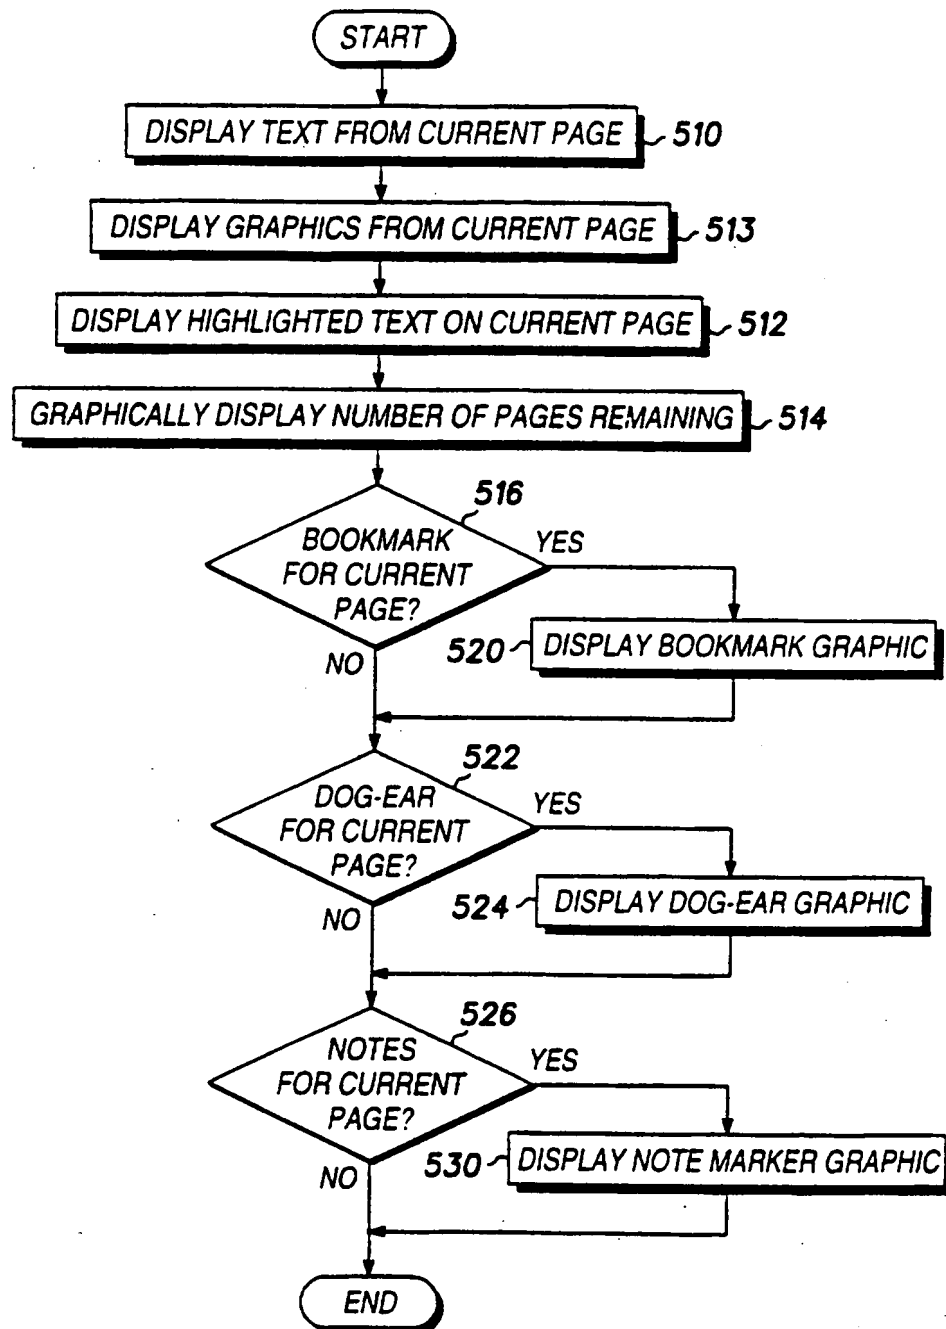 START
DISPLAY TEXT FROM CURRENT PAGE 510
DISPLAY GRAPHICS FROM CURRENT PAGE 513
DISPLAY HIGHLIGHTED TEXT ON CURRENT PAGE 512
GRAPHICALLY DISPLAY NUMBER OF PAGES REMAINING 514
516
BOOKMARK
FOR CURRENT
PAGE?
YES
NO
520 DISPLAY BOOKMARK GRAPHIC
522
DOG-EAR
FOR CURRENT
PAGE?
YES
NO
524 DISPLAY DOG-EAR GRAPHIC
526
NOTES
FOR CURRENT
PAGE?
YES
NO
530 DISPLAY NOTE MARKER GRAPHIC
END